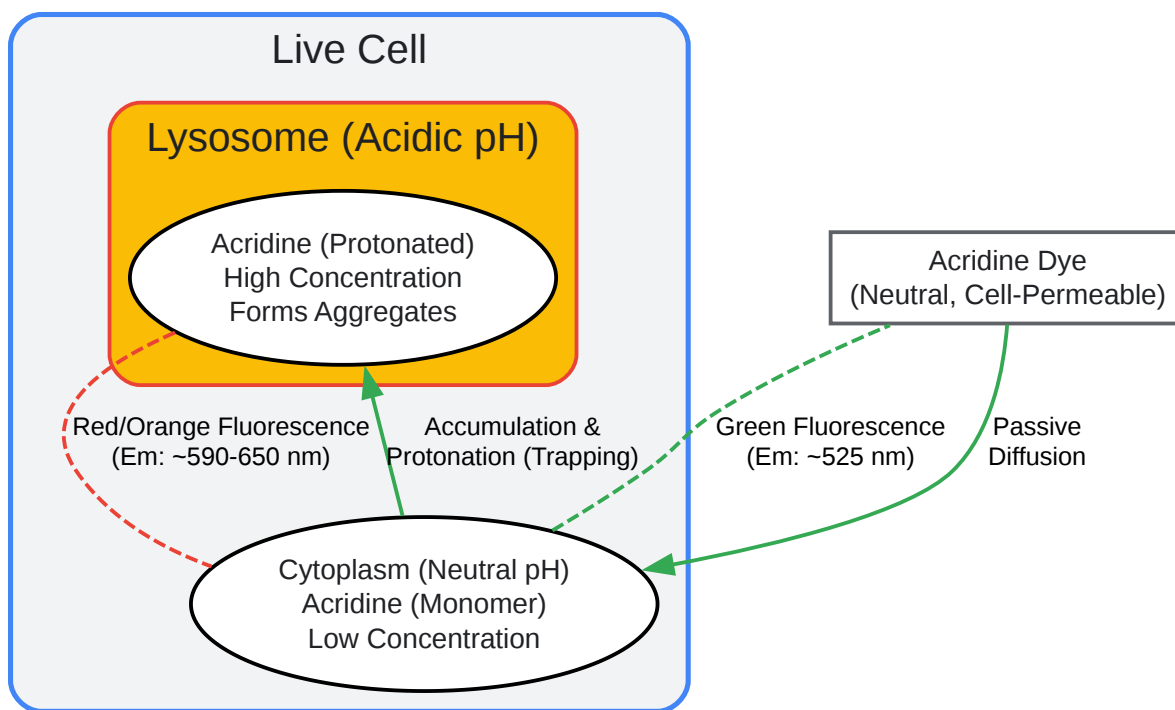 Live Cell
Lysosome (Acidic pH)
Acridine (Protonated)
High Concentration
Forms Aggregates
Acridine Dye
(Neutral, Cell-Permeable)
Red/Orange Fluorescence
(Em: ~590-650 nm)
Accumulation &
Protonation (Trapping)
Green Fluorescence
(Em: ~525 nm)
Passive
Diffusion
Cytoplasm (Neutral pH)
Acridine (Monomer)
Low Concentration